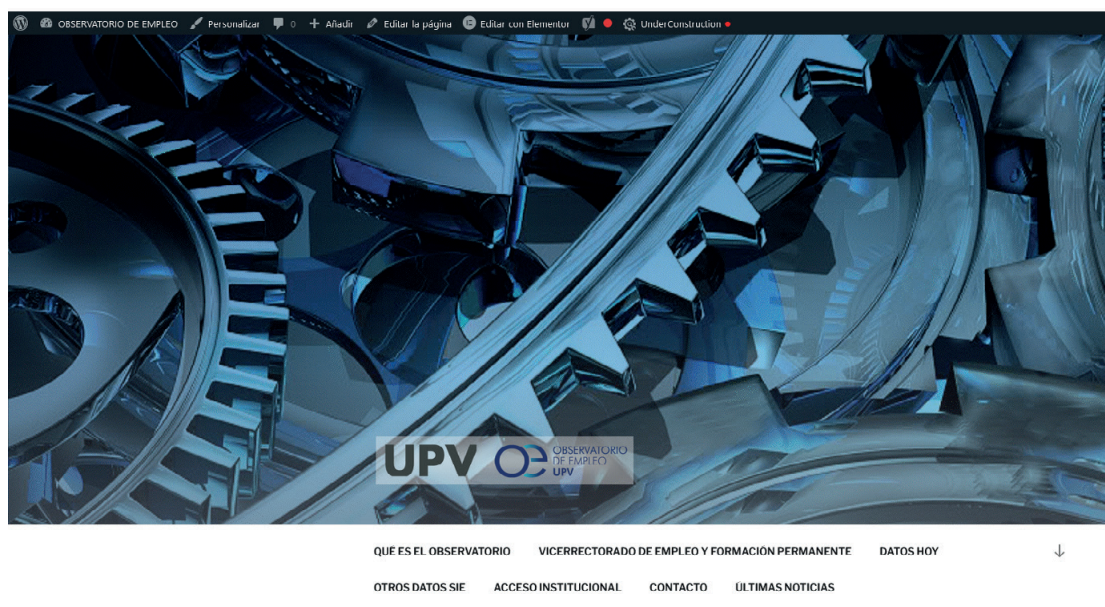 OBSERVATORIO DE EMPLEO Personalizar 0 Añadir Editar la página Editar con Elementor UnderConstruction
UPV OBSERVATORIO
DE EMPLEO
UPV
QUÉ ES EL OBSERVATORIO VICERRECTORADO DE EMPLEO Y FORMACIÓN PERMANENTE DATOS HOY
OTROS DATOS SIE ACCESO INSTITUCIONAL CONTACTO ÚLTIMAS NOTICIAS